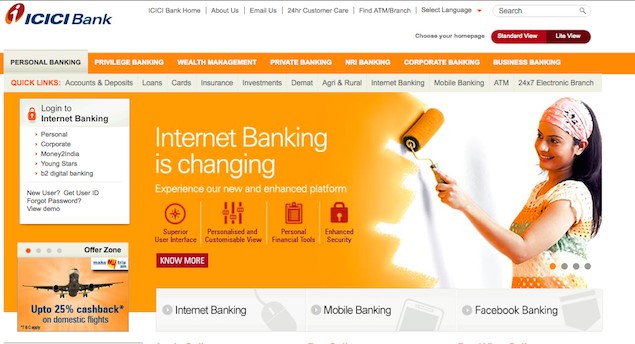 ICICI Bank
ICICI Bank Home | About Us | Email Us | 24hr Customer Care | Find ATM/Branch | Select Language
Search
Choose your homepage
Standard View
Lite View
PERSONAL BANKING
PRIVILEGE BANKING
WEALTH MANAGEMENT
PRIVATE BANKING
NRI BANKING
CORPORATE BANKING
BUSINESS BANKING
QUICK LINKS: Accounts & Deposits Loans Cards Insurance Investments Demat Agri & Rural Internet Banking Mobile Banking ATM 24x7 Electronic Branch
Login to
Internet Banking
Personal
Corporate
Money2India
Young Stars
b2 digital banking
New User? Get User ID
Forgot Password?
View demo
Internet Banking
is changing
Experience our new and enhanced platform
Superior
User Interface
Personalised and
Customisable View
Personal
Financial Tools
Enhanced
Security
KNOW MORE
Offer Zone
make my trip
.com
Upto 25% cashback*
on domestic flights
*T & C apply
Internet Banking
Mobile Banking
Facebook Banking